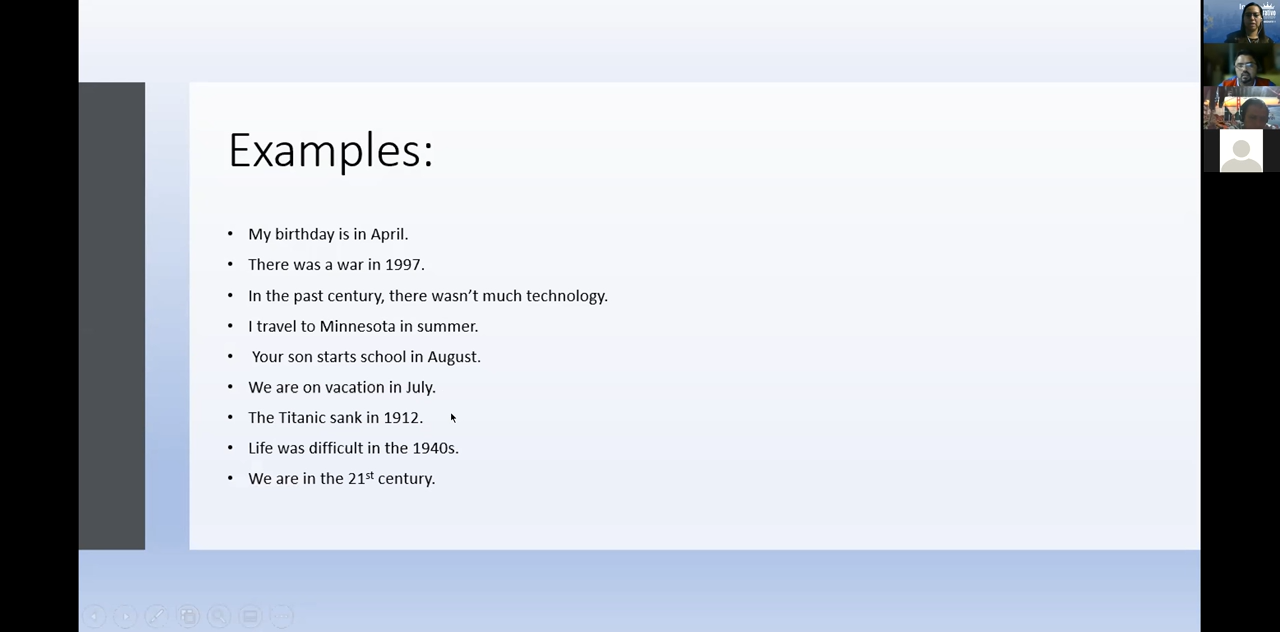 Examples:
• My birthday is in April.
• There was a war in 1997.
• In the past century, there wasn't much technology.
• I travel to Minnesota in summer.
• Your son starts school in August.
• We are on vacation in July.
• The Titanic sank in 1912.
• Life was difficult in the 1940s.
• We are in the 21st century.